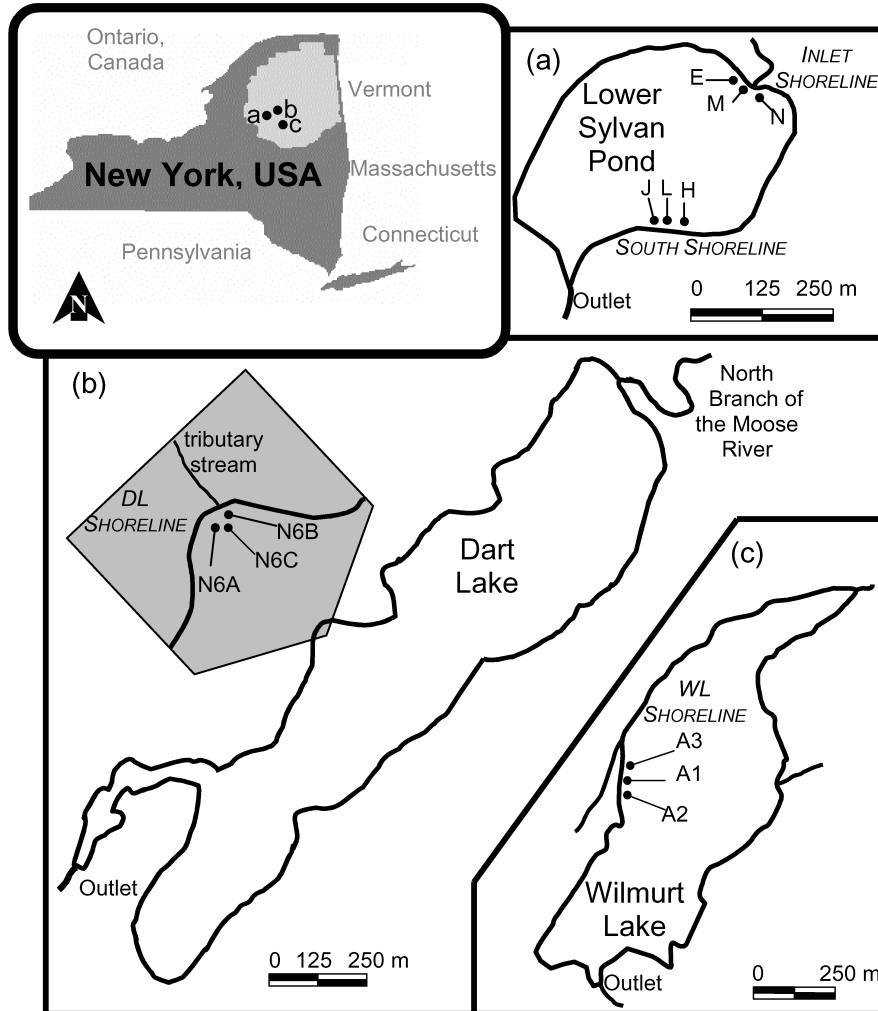 Ontario,
Canada
Vermont
a
b
c
New York, USA
Massachusetts
Connecticut
Pennsylvania
N
(a)
INLET
SHORELINE
E
M
N
Lower
Sylvan
Pond
J L H
SOUTH SHORELINE
Outlet
0 125 250 m
(b)
tributary
stream
DL
SHORELINE
N6B
N6C
N6A
North
Branch of
the Moose
River
Dart
Lake
Outlet
0 125 250 m
(c)
WL
SHORELINE
A3
A1
A2
Wilmurt
Lake
Outlet
0 250 m